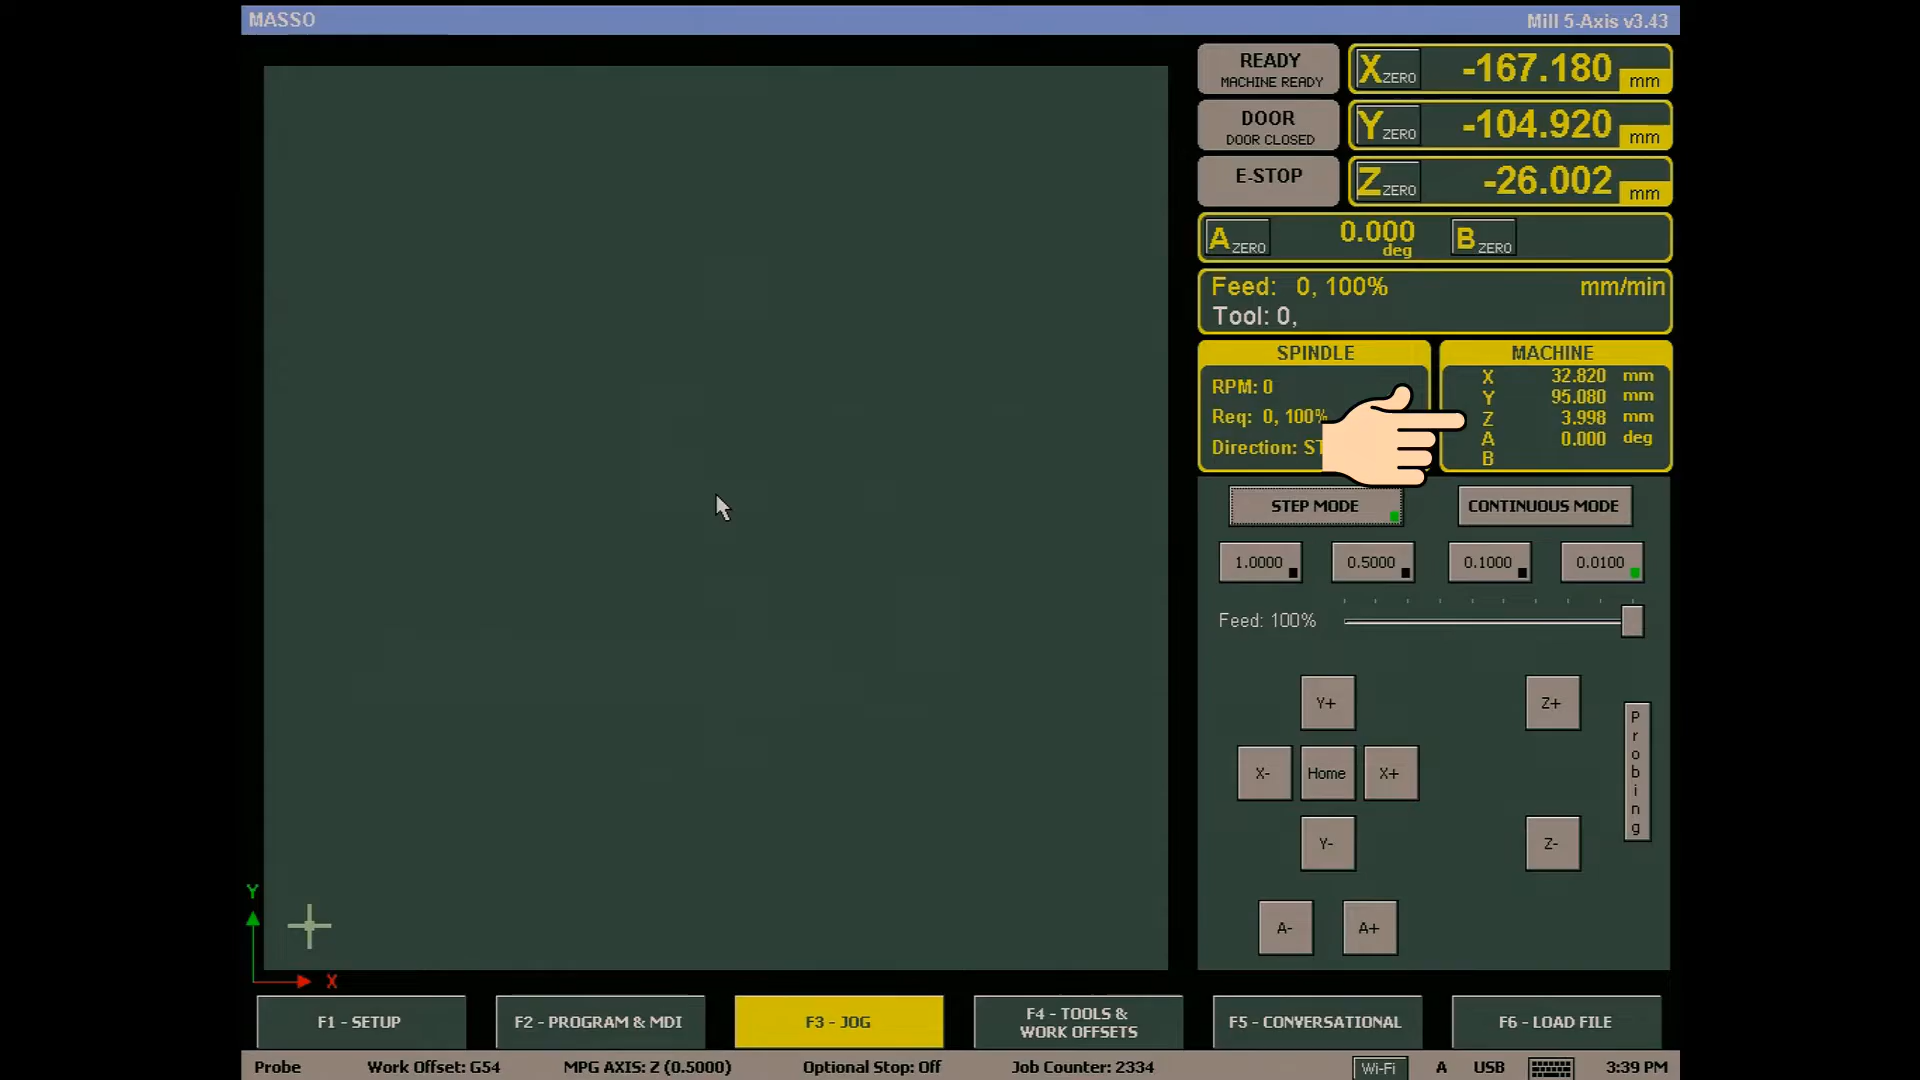 MASSO
Mill 5-Axis v3.43
READY
MACHINE READY
X ZERO -167.180 mm
DOOR
DOOR CLOSED
Y ZERO -104.920 mm
E-STOP
Z ZERO -26.002 mm
A ZERO 0.000 deg B ZERO
Feed: 0, 100% mm/min
Tool: 0,
SPINDLE
RPM: 0
Req: 0, 100%
Direction: ST
MACHINE
X 32.820 mm
Y 95.080 mm
Z 3.998 mm
A 0.000 deg
B
STEP MODE CONTINUOUS MODE
1.0000 0.5000 0.1000 0.0100
Feed: 100%
Y+ Z+
X- Home X+
Probing
Y- Z-
A- A+
Y
X
F1 - SETUP
F2 - PROGRAM & MDI
F3 - JOG
F4 - TOOLS &
WORK OFFSETS
F5 - CONVERSATIONAL
F6 - LOAD FILE
Probe Work Offset: G54 MPG AXIS: Z (0.5000) Optional Stop: Off Job Counter: 2334 Wi-Fi A USB 3:39 PM